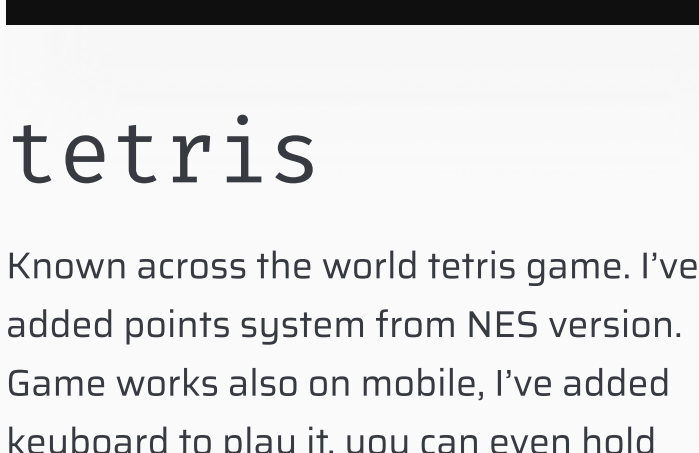 tetris
Known across the world tetris game. I’ve
added points system from NES version.
Game works also on mobile, I’ve added
keyboard to play it, you can even hold